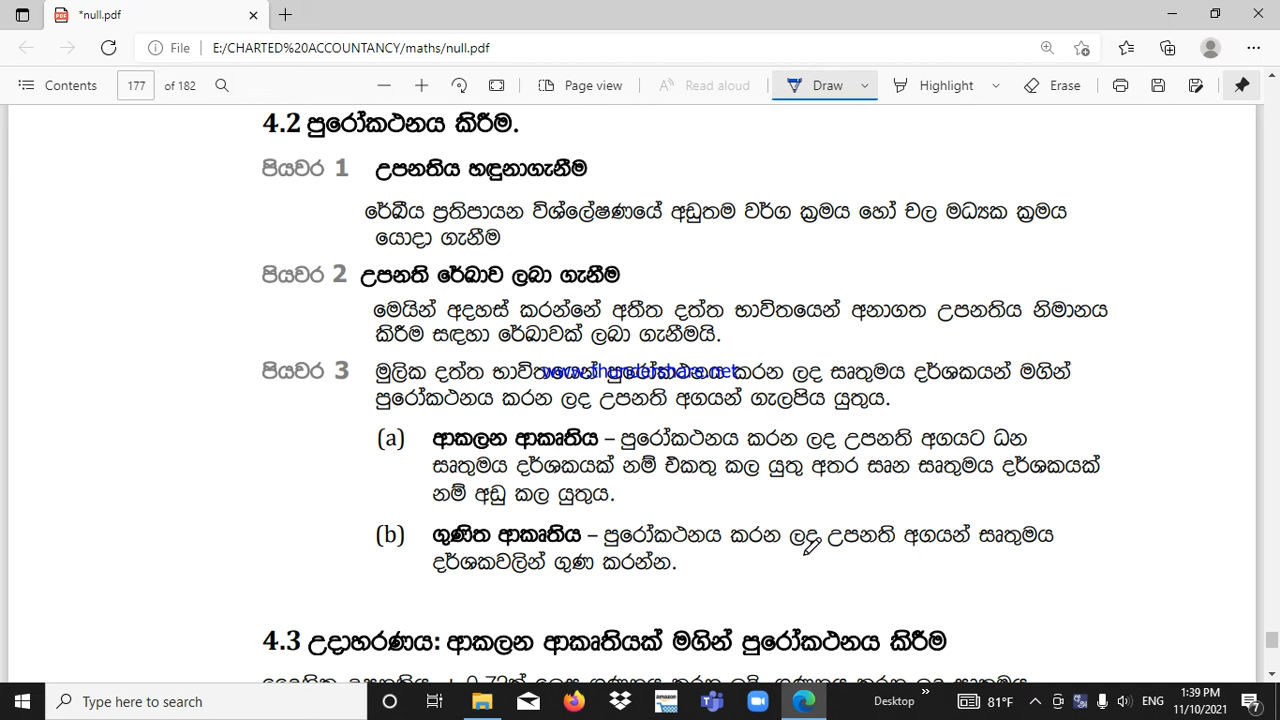 *null.pdf
File
E:/CHARTED%20ACCOUNTANCY/maths/null.pdf
Contents 177 of 182 Page view Read aloud Draw Highlight Erase
4.2 පුරෝකථනය කිරීම.
පියවර 1 උපනතිය හඳුනාගැනීම
රේඛීය ප්‍රතිපායන විශ්ලේෂණයේ අඩුතම වර්ග ක්‍රමය හෝ චල මධ්‍යක ක්‍රමය
යොදා ගැනීම
පියවර 2 උපනති රේඛාව ලබා ගැනීම
මෙයින් අදහස් කරන්නේ අතීත දත්ත භාවිතයෙන් අනාගත උපනතිය නිමානය
කිරීම සඳහා රේඛාවක් ලබා ගැනීමයි.
පියවර 3 මුලික දත්ත භාවිතයෙන් පුරෝකථනය කරන ලද සෘතුමය දර්ශකයන් මගින්
www.thundershare.net
පුරෝකථනය කරන ලද උපනති අගයන් ගැලපිය යුතුය.
(a) ආකලන ආකෘතිය – පුරෝකථනය කරන ලද උපනති අගයට ධන
සෘතුමය දර්ශකයක් නම් එකතු කල යුතු අතර සෘන සෘතුමය දර්ශකයක්
නම් අඩු කල යුතුය.
(b) ගුණිත ආකෘතිය – පුරෝකථනය කරන ලද උපනති අගයන් සෘතුමය
දර්ශකවලින් ගුණ කරන්න.
4.3 උදාහරණය: ආකලන ආකෘතියක් මගින් පුරෝකථනය කිරීම
Type here to search
Desktop
81°F
ENG
1:39 PM
11/10/2021
7